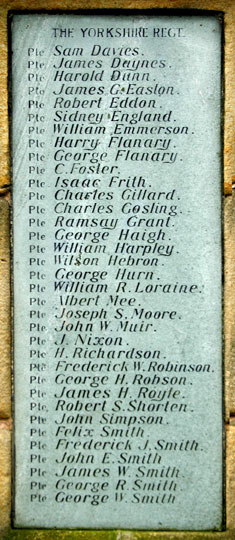 THE YORKSHIRE REGT.
Pte Sam Davies.
Pte James Daynes.
Pte Harold Dunn.
Pte James G. Easton.
Pte Robert Eddon.
Pte Sidney England.
Pte William Emmerson.
Pte Harry Flanary.
Pte George Flanary.
Pte C. Foster.
Pte Isaac Frith.
Pte Charles Gillard.
Pte Charles Gosling.
Pte Ramsay Grant.
Pte George Haigh.
Pte William Harpley.
Pte Wilson Hebron.
Pte George Hurn.
Pte William R. Loraine.
Pte Albert Mee.
Pte Joseph S. Moore.
Pte John W. Muir.
Pte J. Nixon.
Pte H. Richardson.
Pte Frederick W. Robinson.
Pte George H. Robson.
Pte James H. Royle.
Pte Robert S. Shorten.
Pte John Simpson.
Pte Felix Smith
Pte Frederick J. Smith.
Pte John E. Smith
Pte James W. Smith.
Pte George R. Smith
Pte George W. Smith